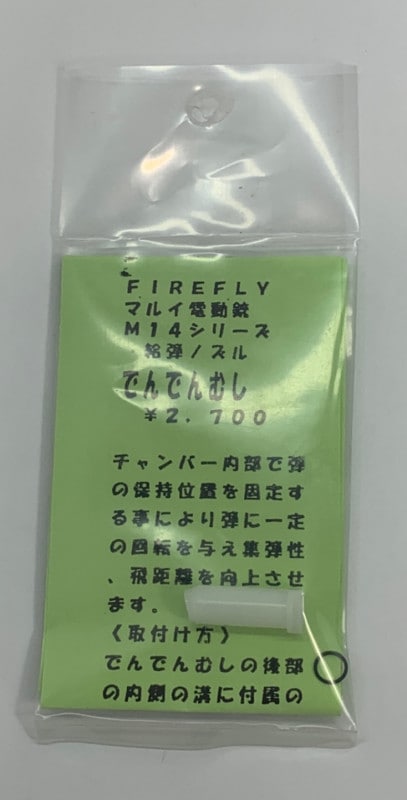 FIREFLY
マルイ電動銃
M14シリーズ
給弾ノズル
でんでんむし
¥2,700
チャンバー内部で弾
の保持位置を固定す
る事により弾に一定
の回転を与え集弾性
、飛距離を向上させ
ます。
〈取付け方〉
でんでんむしの後部
の内側の溝に付属の